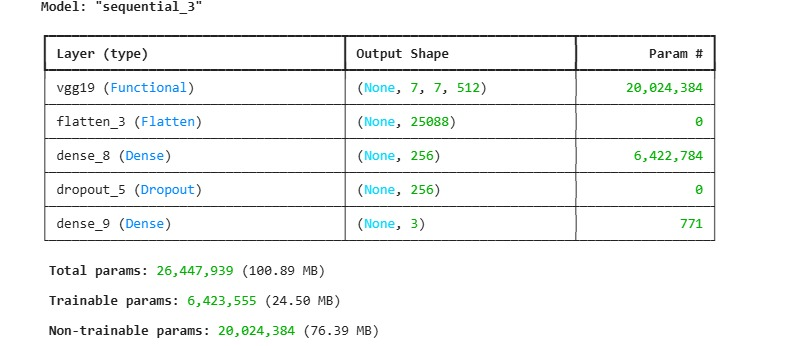 Model: "sequential_3"
Layer (type) Output Shape Param #
vgg19 (Functional) (None, 7, 7, 512) 20,024,384
flatten_3 (Flatten) (None, 25088) 0
dense_8 (Dense) (None, 256) 6,422,784
dropout_5 (Dropout) (None, 256) 0
dense_9 (Dense) (None, 3) 771
Total params: 26,447,939 (100.89 MB)
Trainable params: 6,423,555 (24.50 MB)
Non-trainable params: 20,024,384 (76.39 MB)